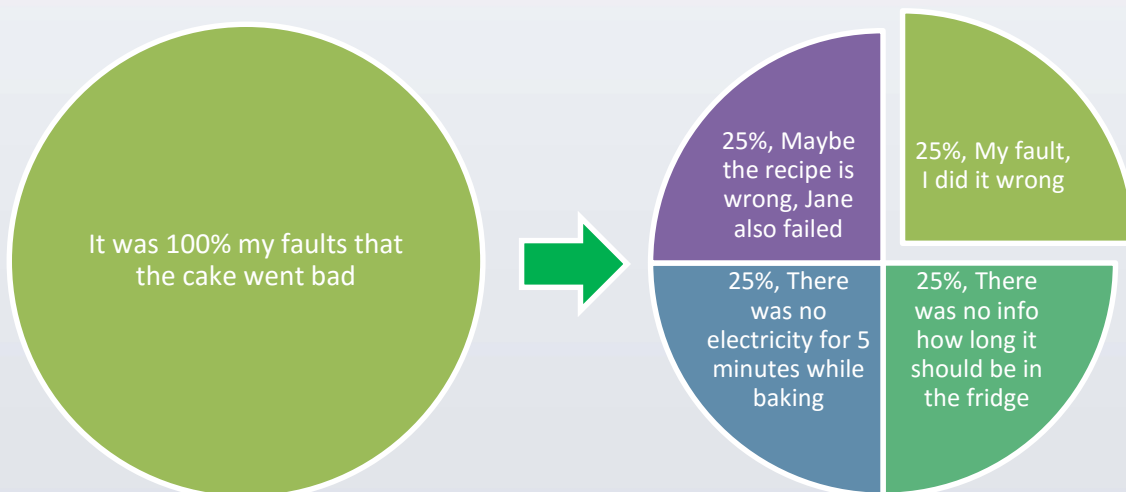 It was 100% my faults that
the cake went bad
25%, Maybe
the recipe is
wrong, Jane
also failed
25%, My fault,
I did it wrong
25%, There
was no
electricity for 5
minutes while
baking
25%, There
was no info
how long it
should be in
the fridge